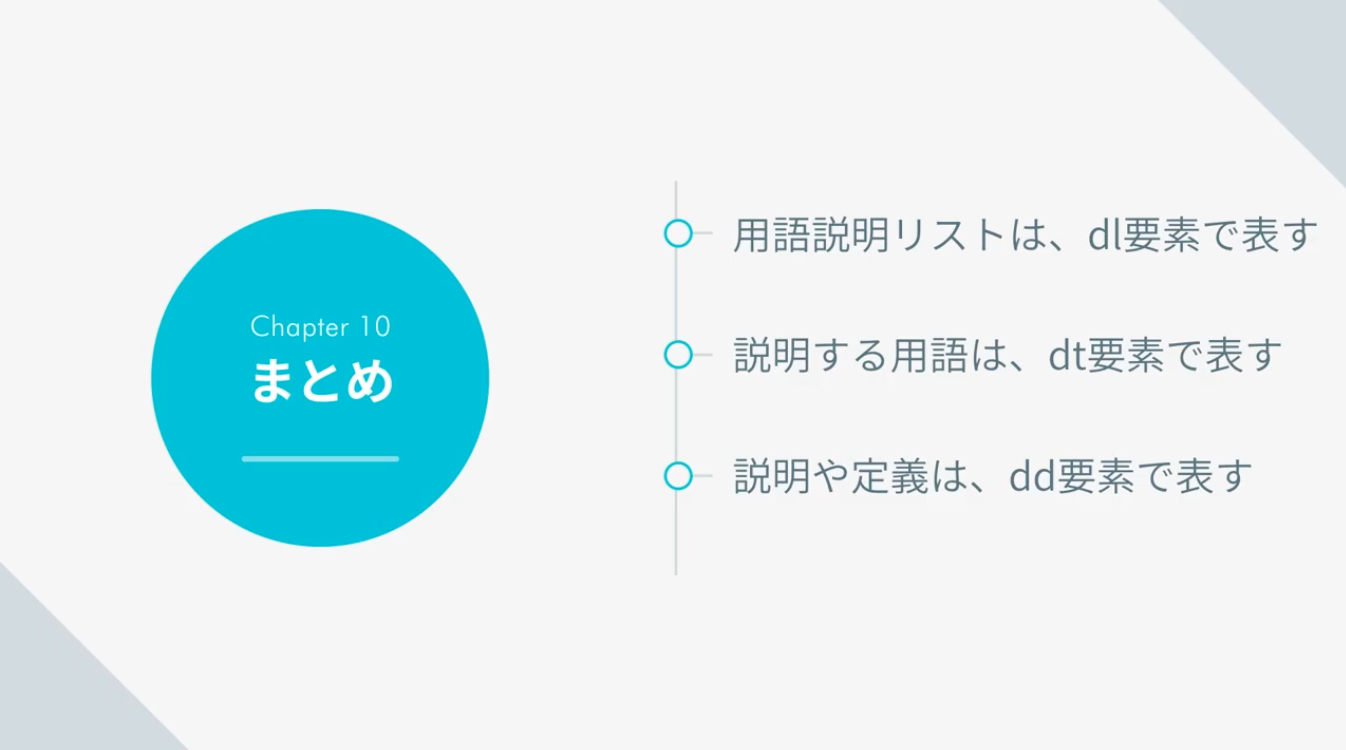 Chapter 10
まとめ
用語説明リストは、dl要素で表す
説明する用語は、dt要素で表す
説明や定義は、dd要素で表す